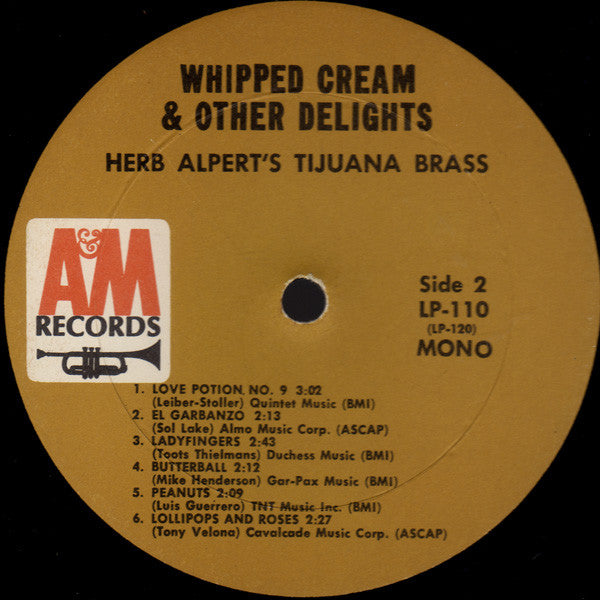 WHIPPED CREAM
& OTHER DELIGHTS
HERB ALPERT'S TIJUANA BRASS
A&M
RECORDS
Side 2
LP-110
(LP-120)
MONO
1. LOVE POTION, NO. 9 3:02
(Leiber-Stoller) Quintet Music (BMI)
2. EL GARBANZO 2:13
(Sol Lake) Almo Music Corp. (ASCAP)
3. LADYFINGERS 2:43
(Toots Thielmans) Duchess Music (BMI)
4. BUTTERBALL 2:12
(Mike Henderson) Gar-Pax Music (BMI)
5. PEANUTS 2:09
(Luis Guerrero) TNT Music Inc. (BMI)
6. LOLLIPOPS AND ROSES 2:27
(Tony Velona) Cavalcade Music Corp. (ASCAP)